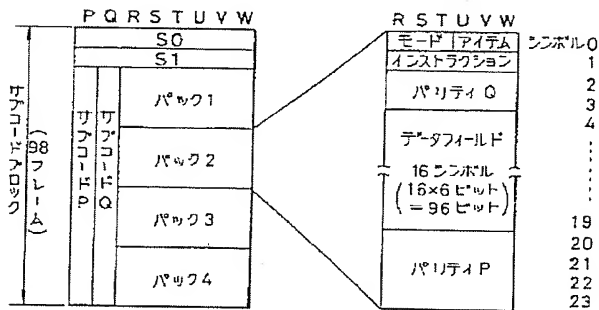 P Q R S T U V W
S0
S1
サブコードブロック
(98フレーム)
サブコードP
サブコードQ
パック1
パック2
パック3
パック4
R S T U V W
モード アイテム シンボル0
インストラクション 1
パリティQ 2
3
4
データフィールド
16シンボル
(16×6ビット
=96ビット)
19
20
パリティP 21
22
23